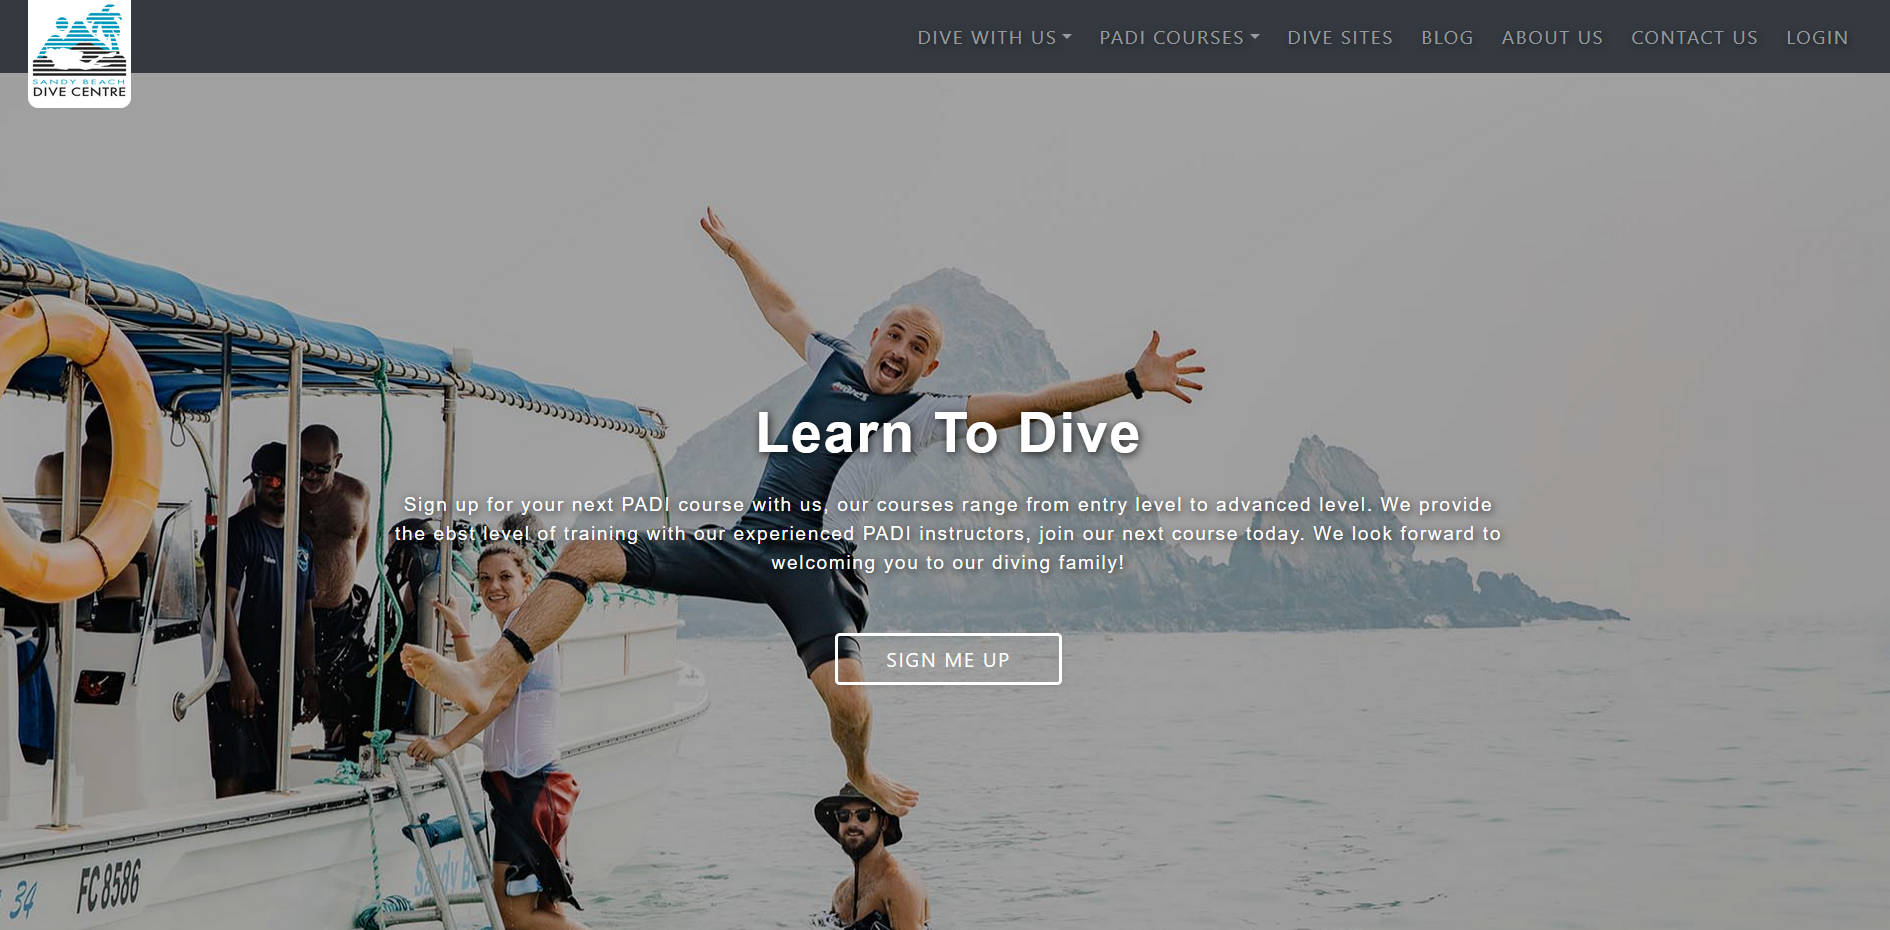 SANDY BEACH
DIVE CENTRE
DIVE WITH US PADI COURSES DIVE SITES BLOG ABOUT US CONTACT US LOGIN
Learn To Dive
Sign up for your next PADI course with us, our courses range from entry level to advanced level. We provide
the ebst level of training with our experienced PADI instructors, join our next course today. We look forward to
welcoming you to our diving family!
SIGN ME UP
34 FC8586
Sandy